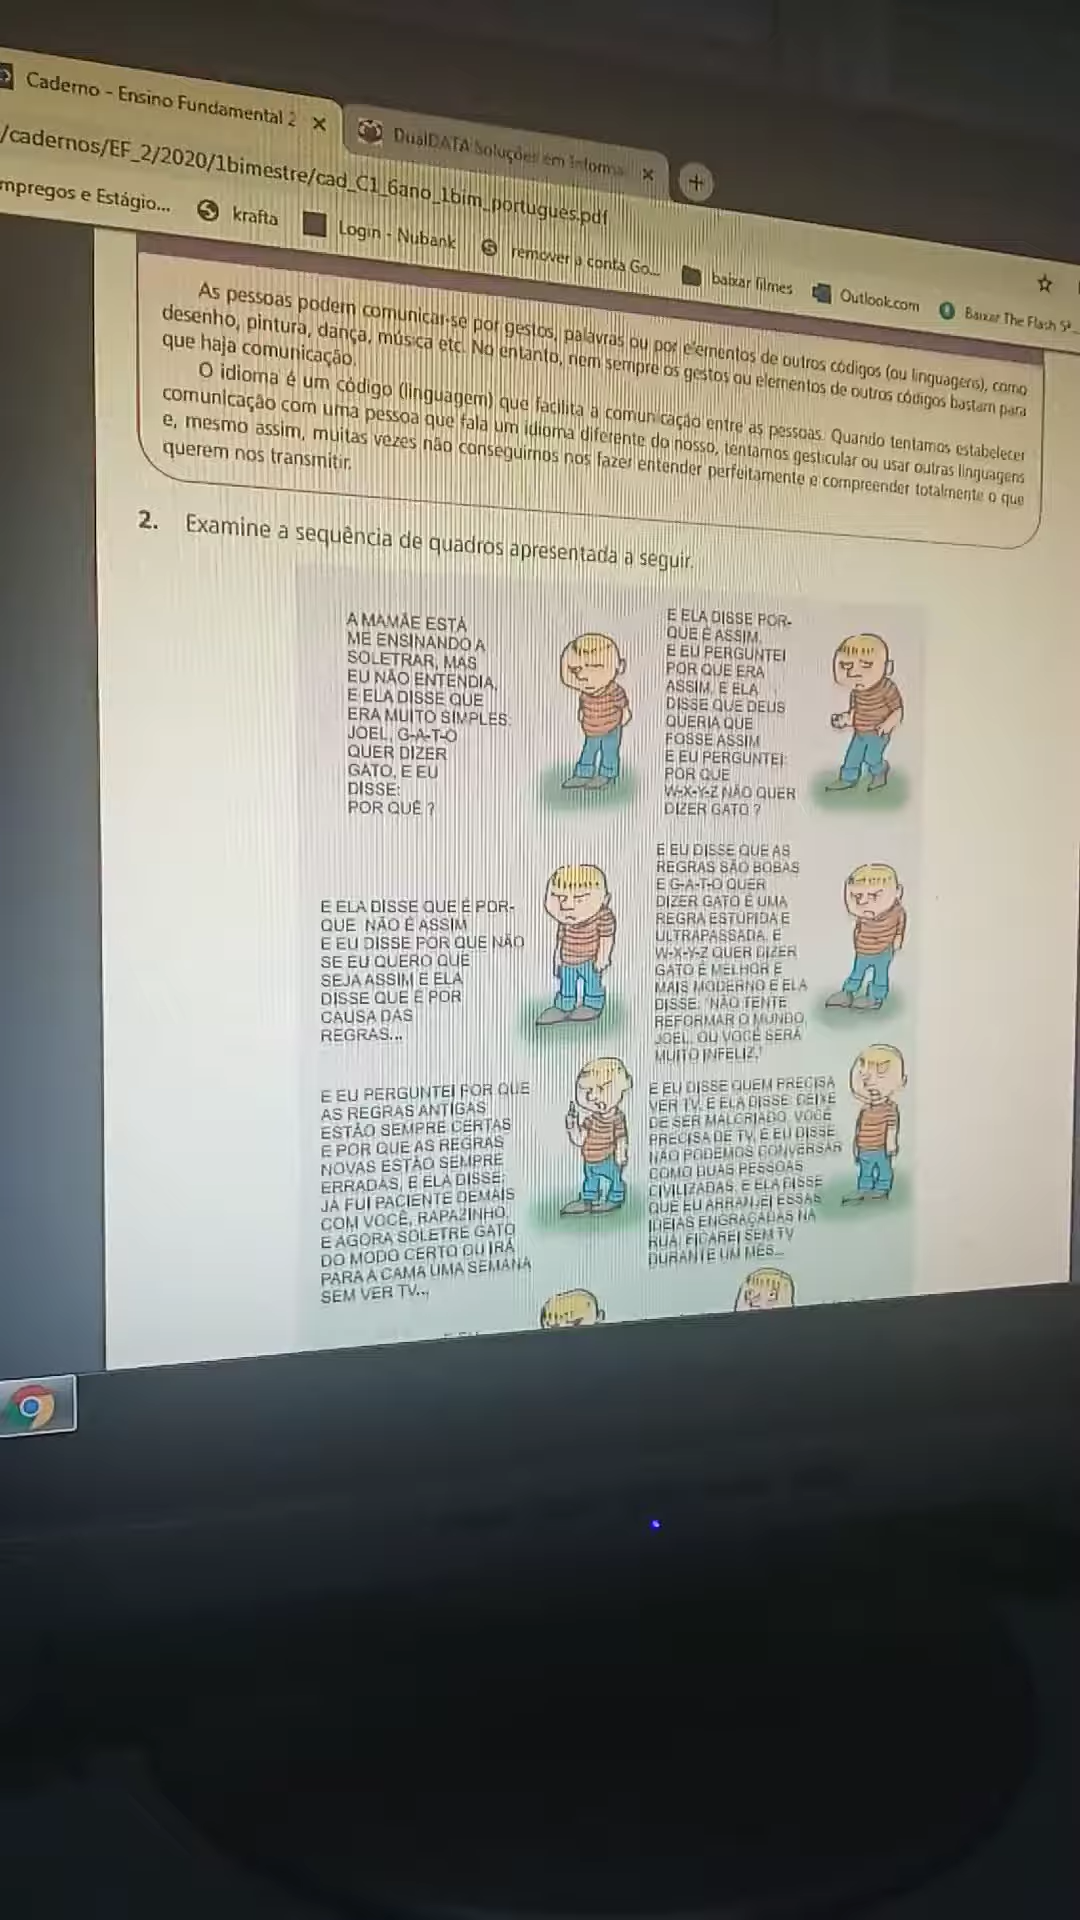 Caderno - Ensino Fundamental 2
DualDATA Soluções em Informa
/cadernos/EF_2/2020/1bimestre/cad_C1_6ano_1bim_portugues.pdf
mpregos e Estágio...
krafta
Login - Nubank
remover a conta Go...
baixar filmes
Outlook.com
Baixar The Flash 5ª
As pessoas podem comunicar-se por gestos, palavras ou por elementos de outros códigos (ou linguagens), como
desenho, pintura, dança, música etc. No entanto, nem sempre os gestos ou elementos de outros códigos bastam para
que haja comunicação.
O idioma é um código (linguagem) que facilita a comunicação entre as pessoas. Quando tentamos estabelecer
comunicação com uma pessoa que fala um idioma diferente do nosso, tentamos gesticular ou usar outras linguagens
e, mesmo assim, muitas vezes não conseguimos nos fazer entender perfeitamente e compreender totalmente o que
querem nos transmitir.
2. Examine a sequência de quadros apresentada a seguir.
A MAMÃE ESTÁ
ME ENSINANDO A
SOLETRAR, MAS
EU NÃO ENTENDIA,
E ELA DISSE QUE
ERA MUITO SIMPLES:
JOEL, G-A-T-O
QUER DIZER
GATO, E EU
DISSE:
POR QUÊ ?
E ELA DISSE POR-
QUE É ASSIM,
E EU PERGUNTEI
POR QUE ERA
ASSIM, E ELA
DISSE QUE DEUS
QUERIA QUE
FOSSE ASSIM
E EU PERGUNTEI:
POR QUE
W-X-Y-Z NÃO QUER
DIZER GATO ?
E ELA DISSE QUE É POR-
QUE NÃO É ASSIM
E EU DISSE POR QUE NÃO
SE EU QUERO QUE
SEJA ASSIM E ELA
DISSE QUE É POR
CAUSA DAS
REGRAS...
E EU DISSE QUE AS
REGRAS SÃO BOBAS
E G-A-T-O QUER
DIZER GATO É UMA
REGRA ESTÚPIDA E
ULTRAPASSADA, E
W-X-Y-Z QUER DIZER
GATO É MELHOR E
MAIS MODERNO E ELA
DISSE: "NÃO TENTE
REFORMAR O MUNDO,
JOEL, OU VOCÊ SERÁ
MUITO INFELIZ."
E EU PERGUNTEI POR QUE
AS REGRAS ANTIGAS
ESTÃO SEMPRE CERTAS
E POR QUE AS REGRAS
NOVAS ESTÃO SEMPRE
ERRADAS, E ELA DISSE:
JÁ FUI PACIENTE DEMAIS
COM VOCÊ, RAPAZINHO,
E AGORA SOLETRE GATO
DO MODO CERTO OU IRÁ
PARA A CAMA UMA SEMANA
SEM VER TV...
E EU DISSE QUEM PRECISA
VER TV, E ELA DISSE: DEIXE
DE SER MALCRIADO, VOCÊ
PRECISA DE TV, E EU DISSE
NÃO PODEMOS CONVERSAR
COMO DUAS PESSOAS
CIVILIZADAS, E ELA DISSE
QUE EU ARRANJEI ESSAS
IDEIAS ENGRAÇADAS NA
RUA, FICAREI SEM TV
DURANTE UM MÊS...